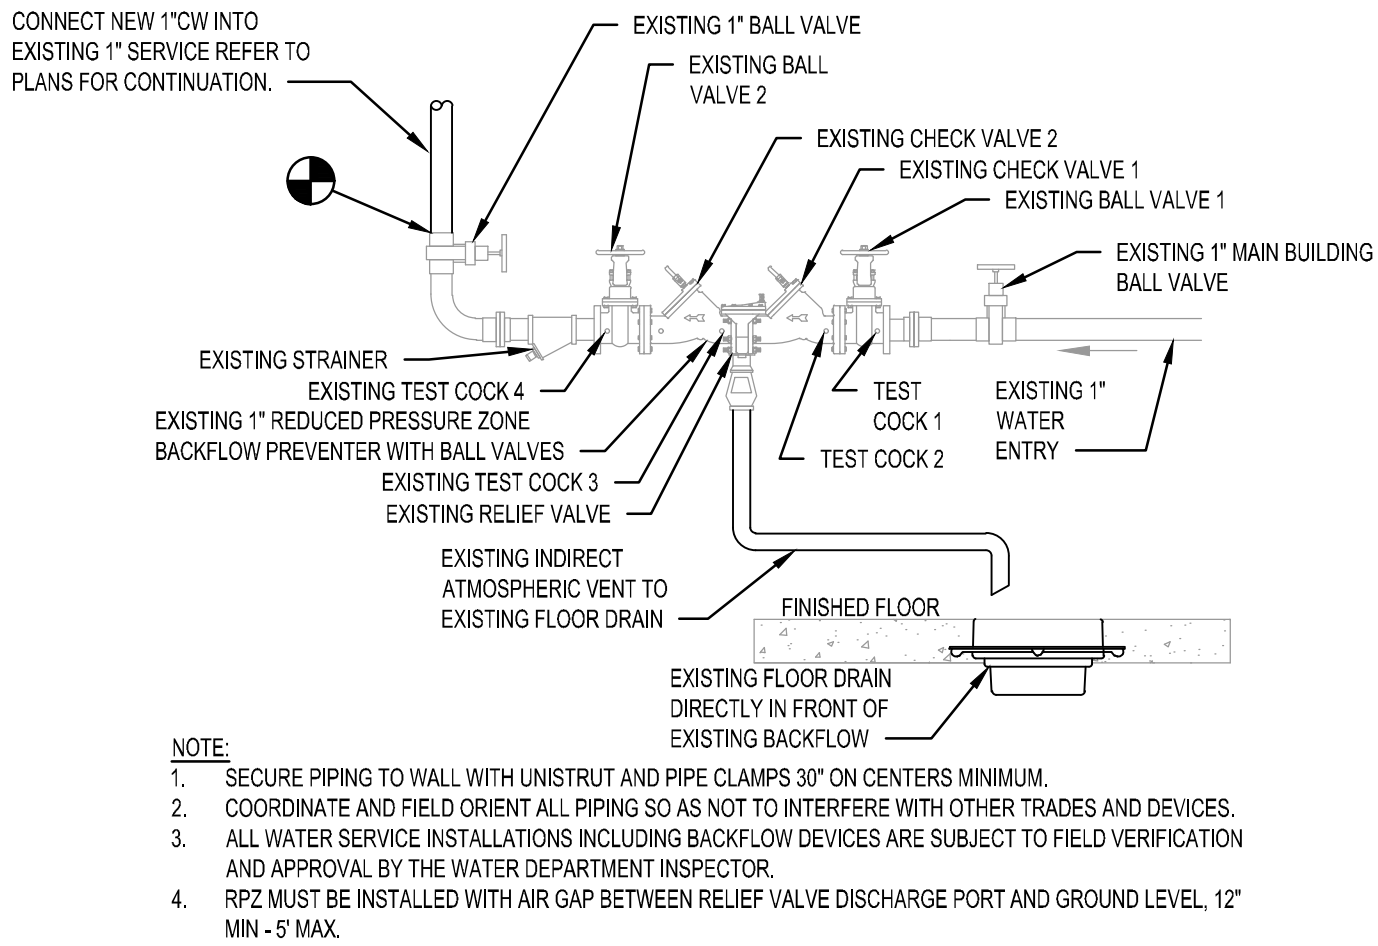 CONNECT NEW 1"CW INTO
EXISTING 1" SERVICE REFER TO
PLANS FOR CONTINUATION.
EXISTING 1" BALL VALVE
EXISTING BALL
VALVE 2
EXISTING CHECK VALVE 2
EXISTING CHECK VALVE 1
EXISTING BALL VALVE 1
EXISTING 1" MAIN BUILDING
BALL VALVE
EXISTING STRAINER
EXISTING TEST COCK 4
EXISTING 1" REDUCED PRESSURE ZONE
BACKFLOW PREVENTER WITH BALL VALVES
EXISTING TEST COCK 3
EXISTING RELIEF VALVE
TEST
COCK 1
TEST COCK 2
EXISTING 1"
WATER
ENTRY
EXISTING INDIRECT
ATMOSPHERIC VENT TO
EXISTING FLOOR DRAIN
FINISHED FLOOR
EXISTING FLOOR DRAIN
DIRECTLY IN FRONT OF
EXISTING BACKFLOW
NOTE:
1. SECURE PIPING TO WALL WITH UNISTRUT AND PIPE CLAMPS 30" ON CENTERS MINIMUM.
2. COORDINATE AND FIELD ORIENT ALL PIPING SO AS NOT TO INTERFERE WITH OTHER TRADES AND DEVICES.
3. ALL WATER SERVICE INSTALLATIONS INCLUDING BACKFLOW DEVICES ARE SUBJECT TO FIELD VERIFICATION
AND APPROVAL BY THE WATER DEPARTMENT INSPECTOR.
4. RPZ MUST BE INSTALLED WITH AIR GAP BETWEEN RELIEF VALVE DISCHARGE PORT AND GROUND LEVEL, 12"
MIN - 5' MAX.